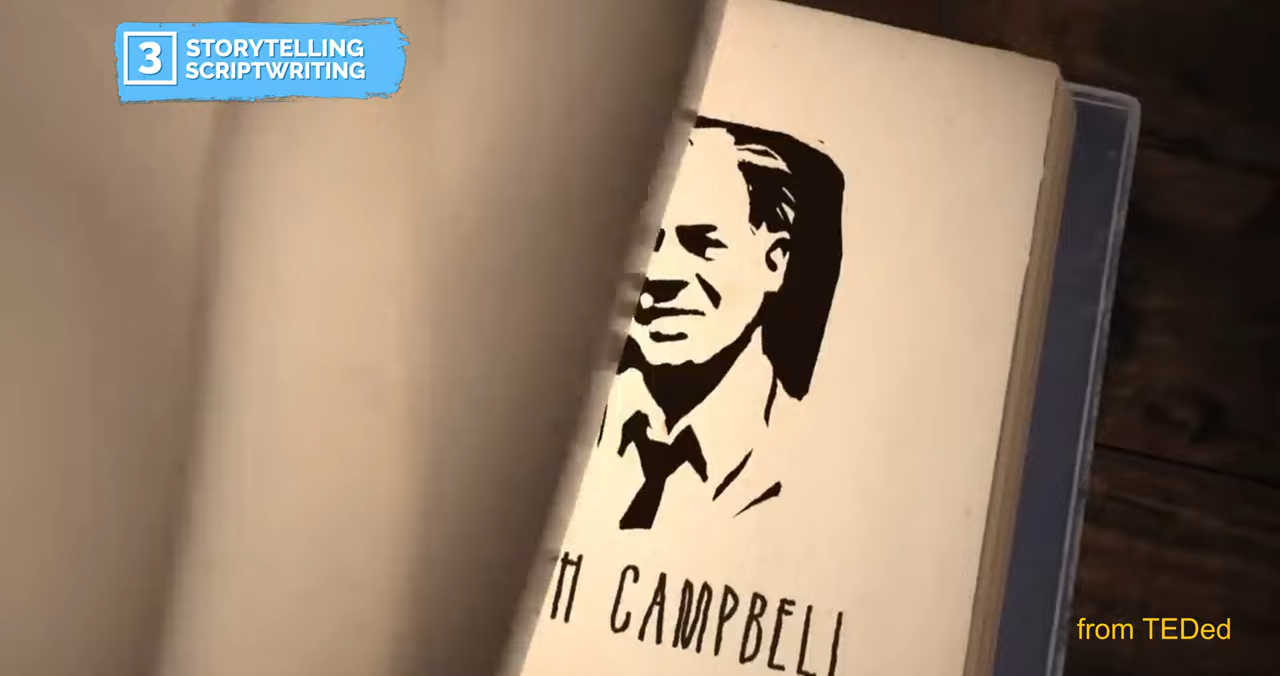 3
STORYTELLING
SCRIPTWRITING
H CAMPBELL
from TEDed